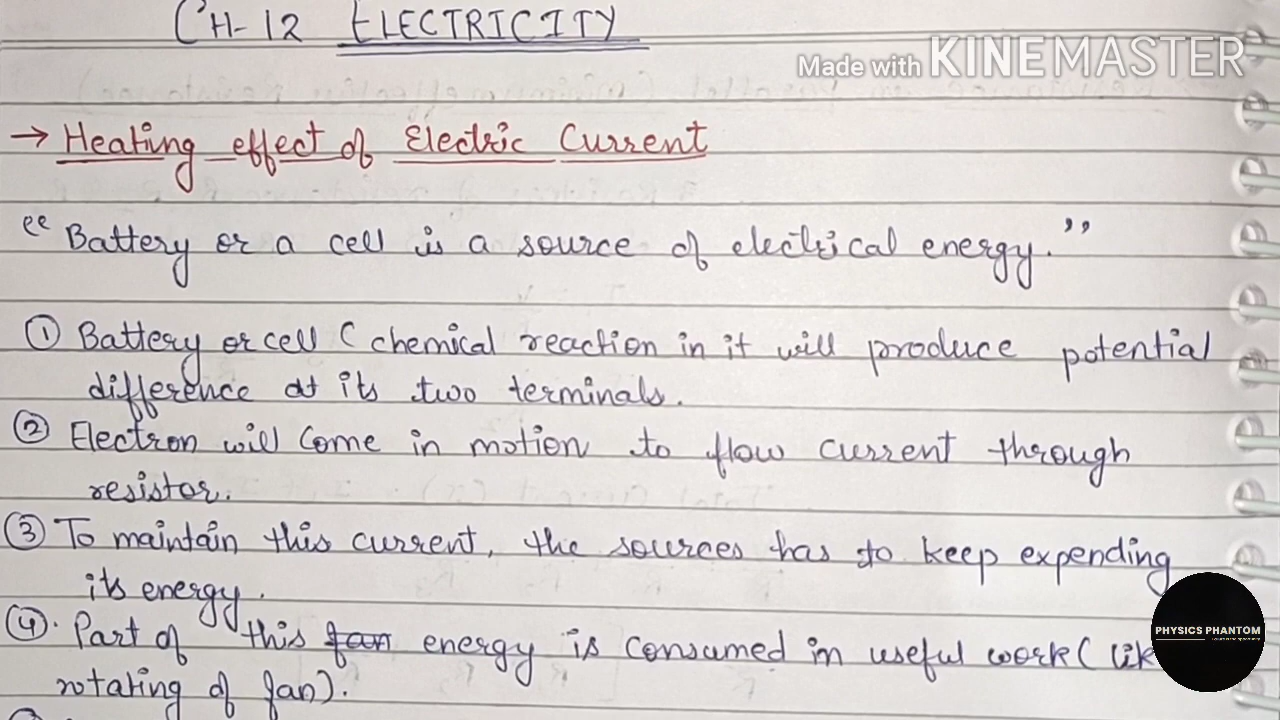 CH-12 ELECTRICITY
Made with KINEMASTER
→ Heating effect of Electric Current
“ Battery or a cell is a source of electrical energy.”
① Battery or cell ( chemical reaction in it will produce potential
difference at its two terminals.
② Electron will come in motion to flow current through
resistor.
③ To maintain this current, the sources has to keep expending
its energy.
④. Part of this fan energy is consumed in useful work ( lik
rotating of fan).
PHYSICS PHANTOM